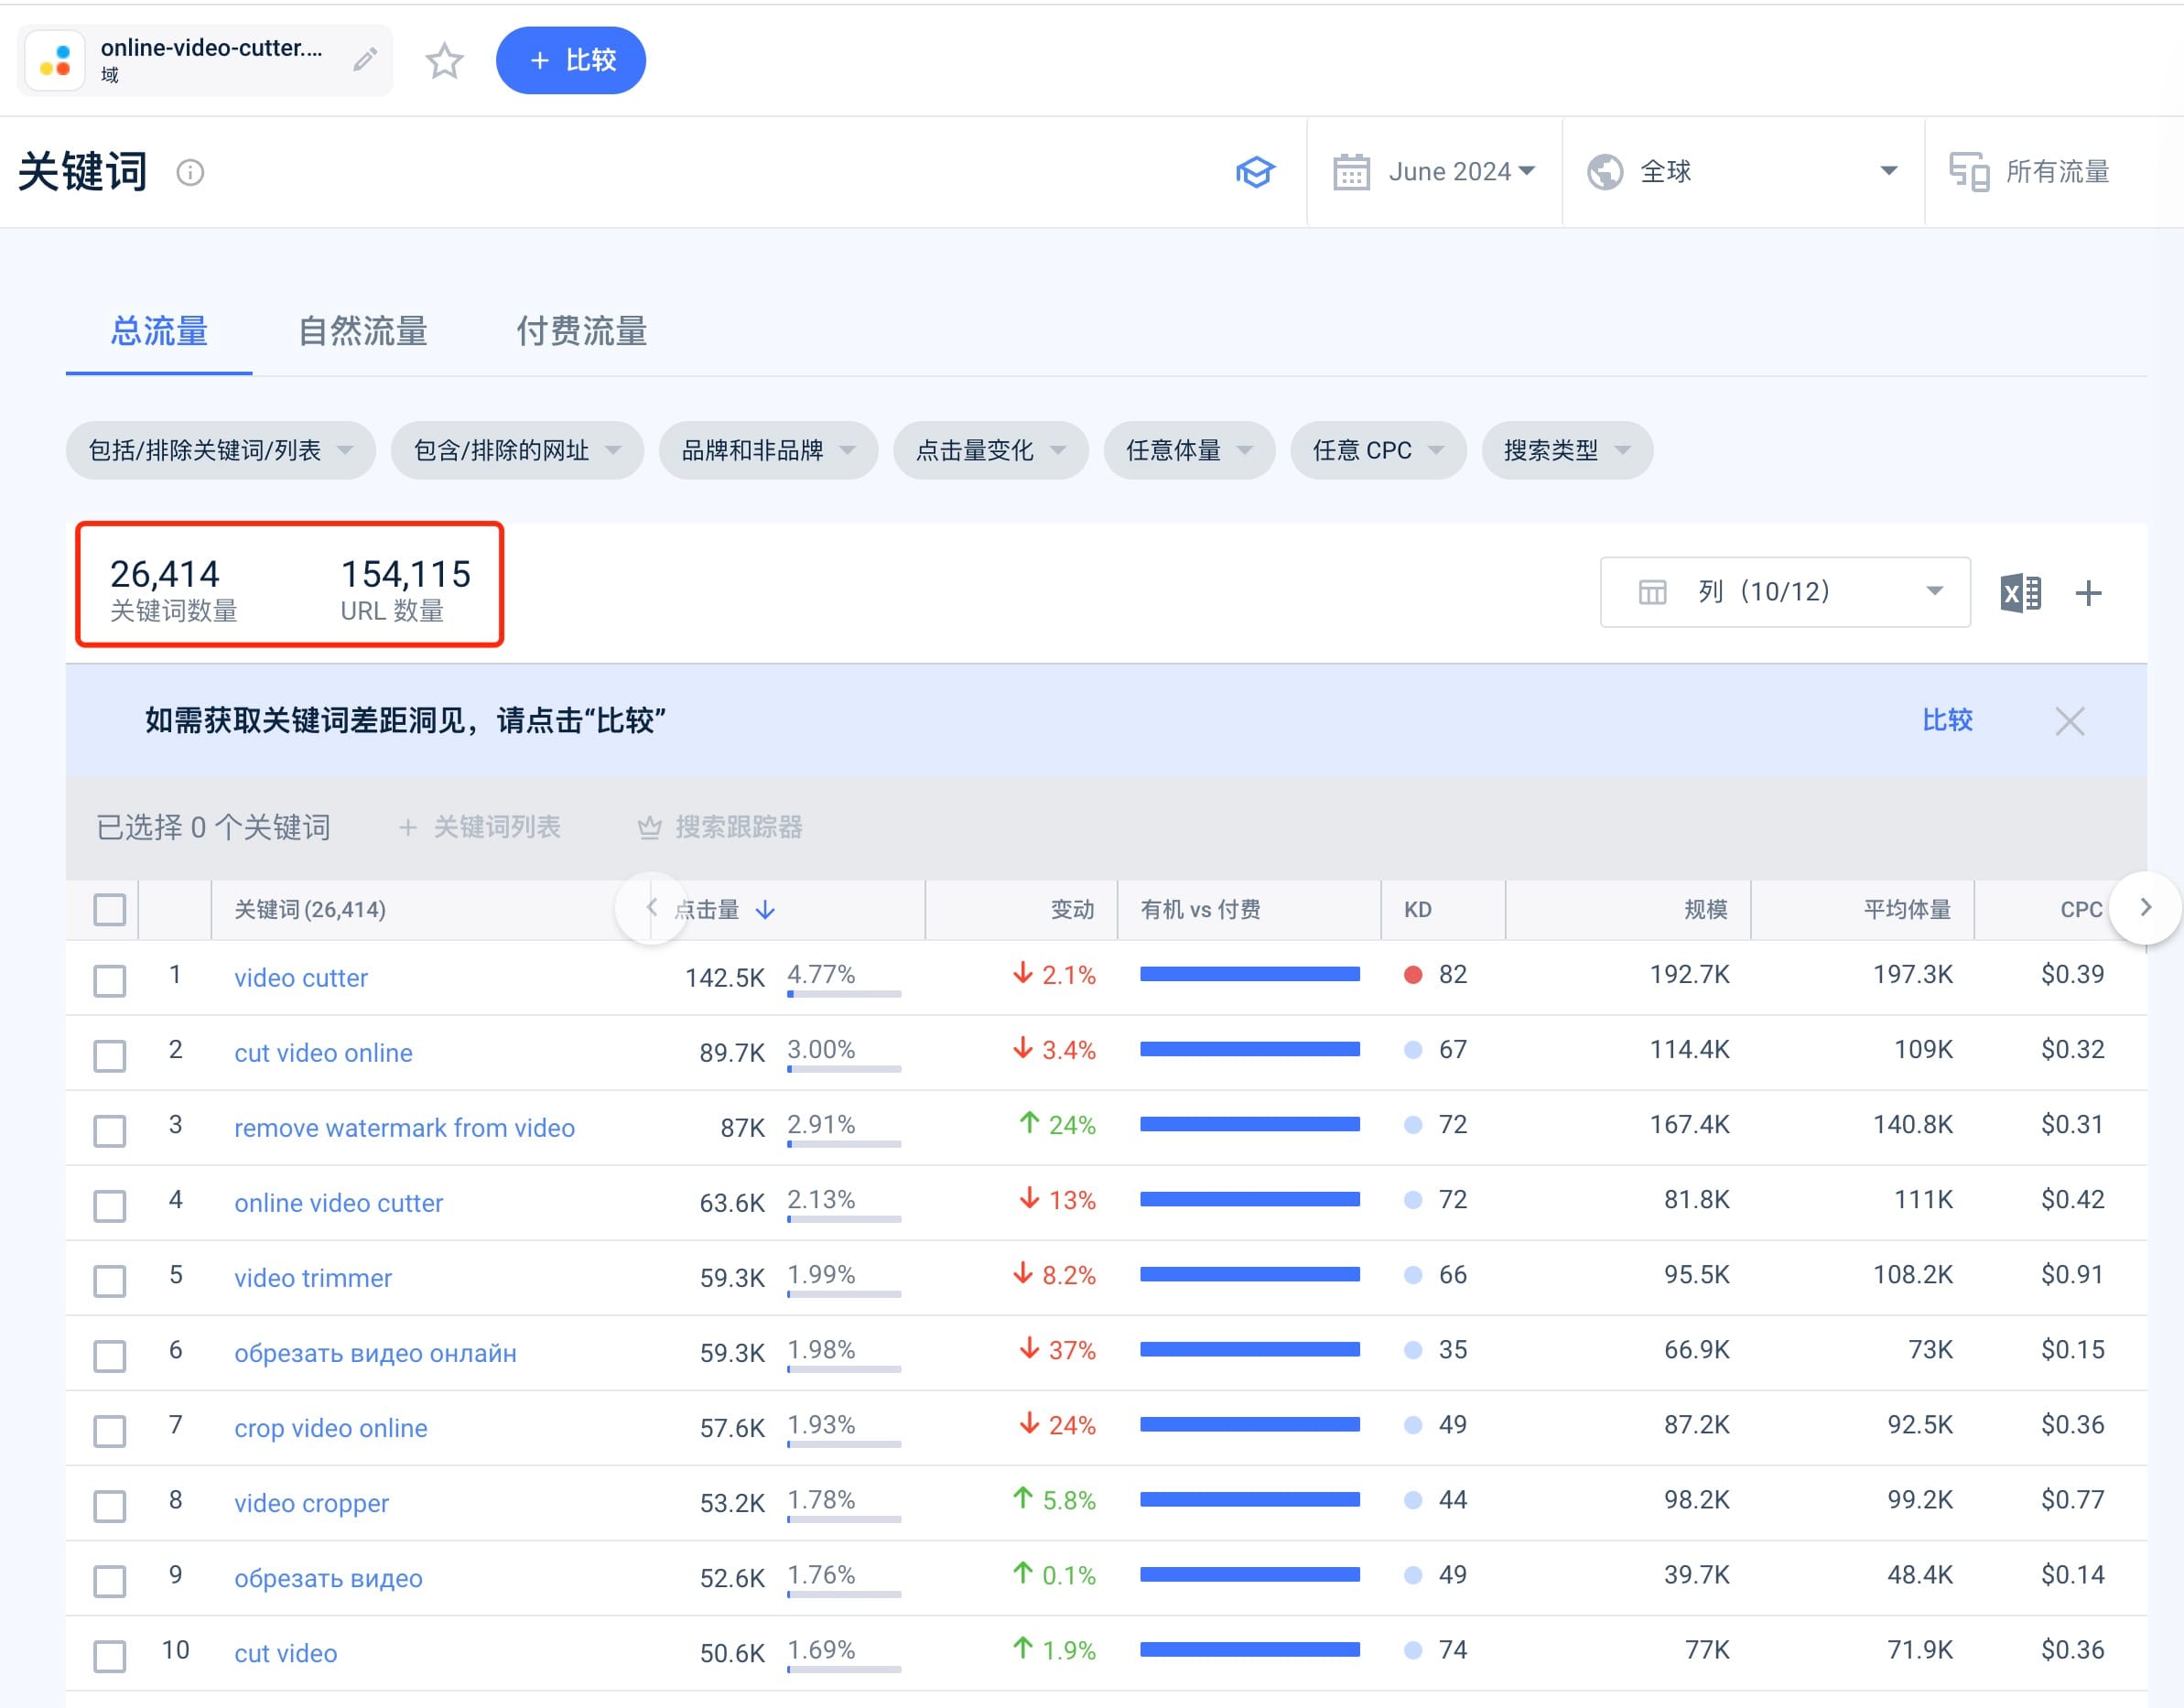 online-video-cutter....
域
+ 比较
关键词
June 2024
全球
所有流量
总流量 自然流量 付费流量
包括/排除关键词/列表 包含/排除的网址 品牌和非品牌 点击量变化 任意体量 任意 CPC 搜索类型
26,414 154,115
关键词数量 URL 数量
列（10/12）
如需获取关键词差距洞见，请点击“比较” 比较
已选择 0 个关键词 + 关键词列表 搜索跟踪器
关键词 (26,414) 点击量 变动 有机 vs 付费 KD 规模 平均体量 CPC
1 video cutter 142.5K 4.77% 2.1% 82 192.7K 197.3K $0.39
2 cut video online 89.7K 3.00% 3.4% 67 114.4K 109K $0.32
3 remove watermark from video 87K 2.91% 24% 72 167.4K 140.8K $0.31
4 online video cutter 63.6K 2.13% 13% 72 81.8K 111K $0.42
5 video trimmer 59.3K 1.99% 8.2% 66 95.5K 108.2K $0.91
6 обрезать видео онлайн 59.3K 1.98% 37% 35 66.9K 73K $0.15
7 crop video online 57.6K 1.93% 24% 49 87.2K 92.5K $0.36
8 video cropper 53.2K 1.78% 5.8% 44 98.2K 99.2K $0.77
9 обрезать видео 52.6K 1.76% 0.1% 49 39.7K 48.4K $0.14
10 cut video 50.6K 1.69% 1.9% 74 77K 71.9K $0.36